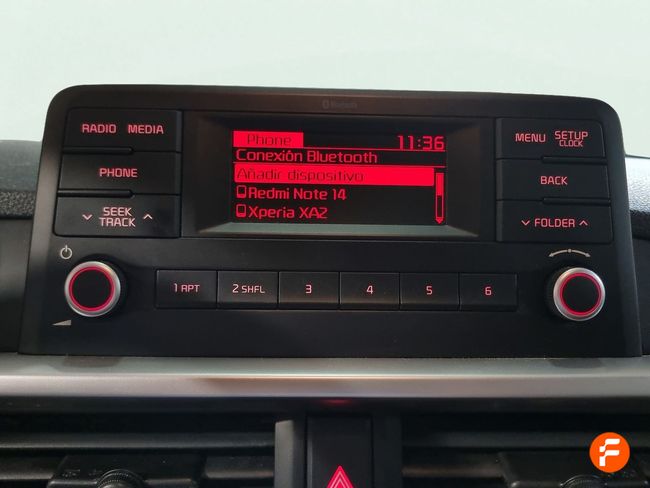 Bluetooth
RADIO MEDIA
PHONE
SEEK
TRACK
Phone 11:36
Conexión Bluetooth
Añadir dispositivo
Redmi Note 14
Xperia XA2
MENU SETUP
CLOCK
BACK
FOLDER
1 RPT 2 SHFL 3 4 5 6